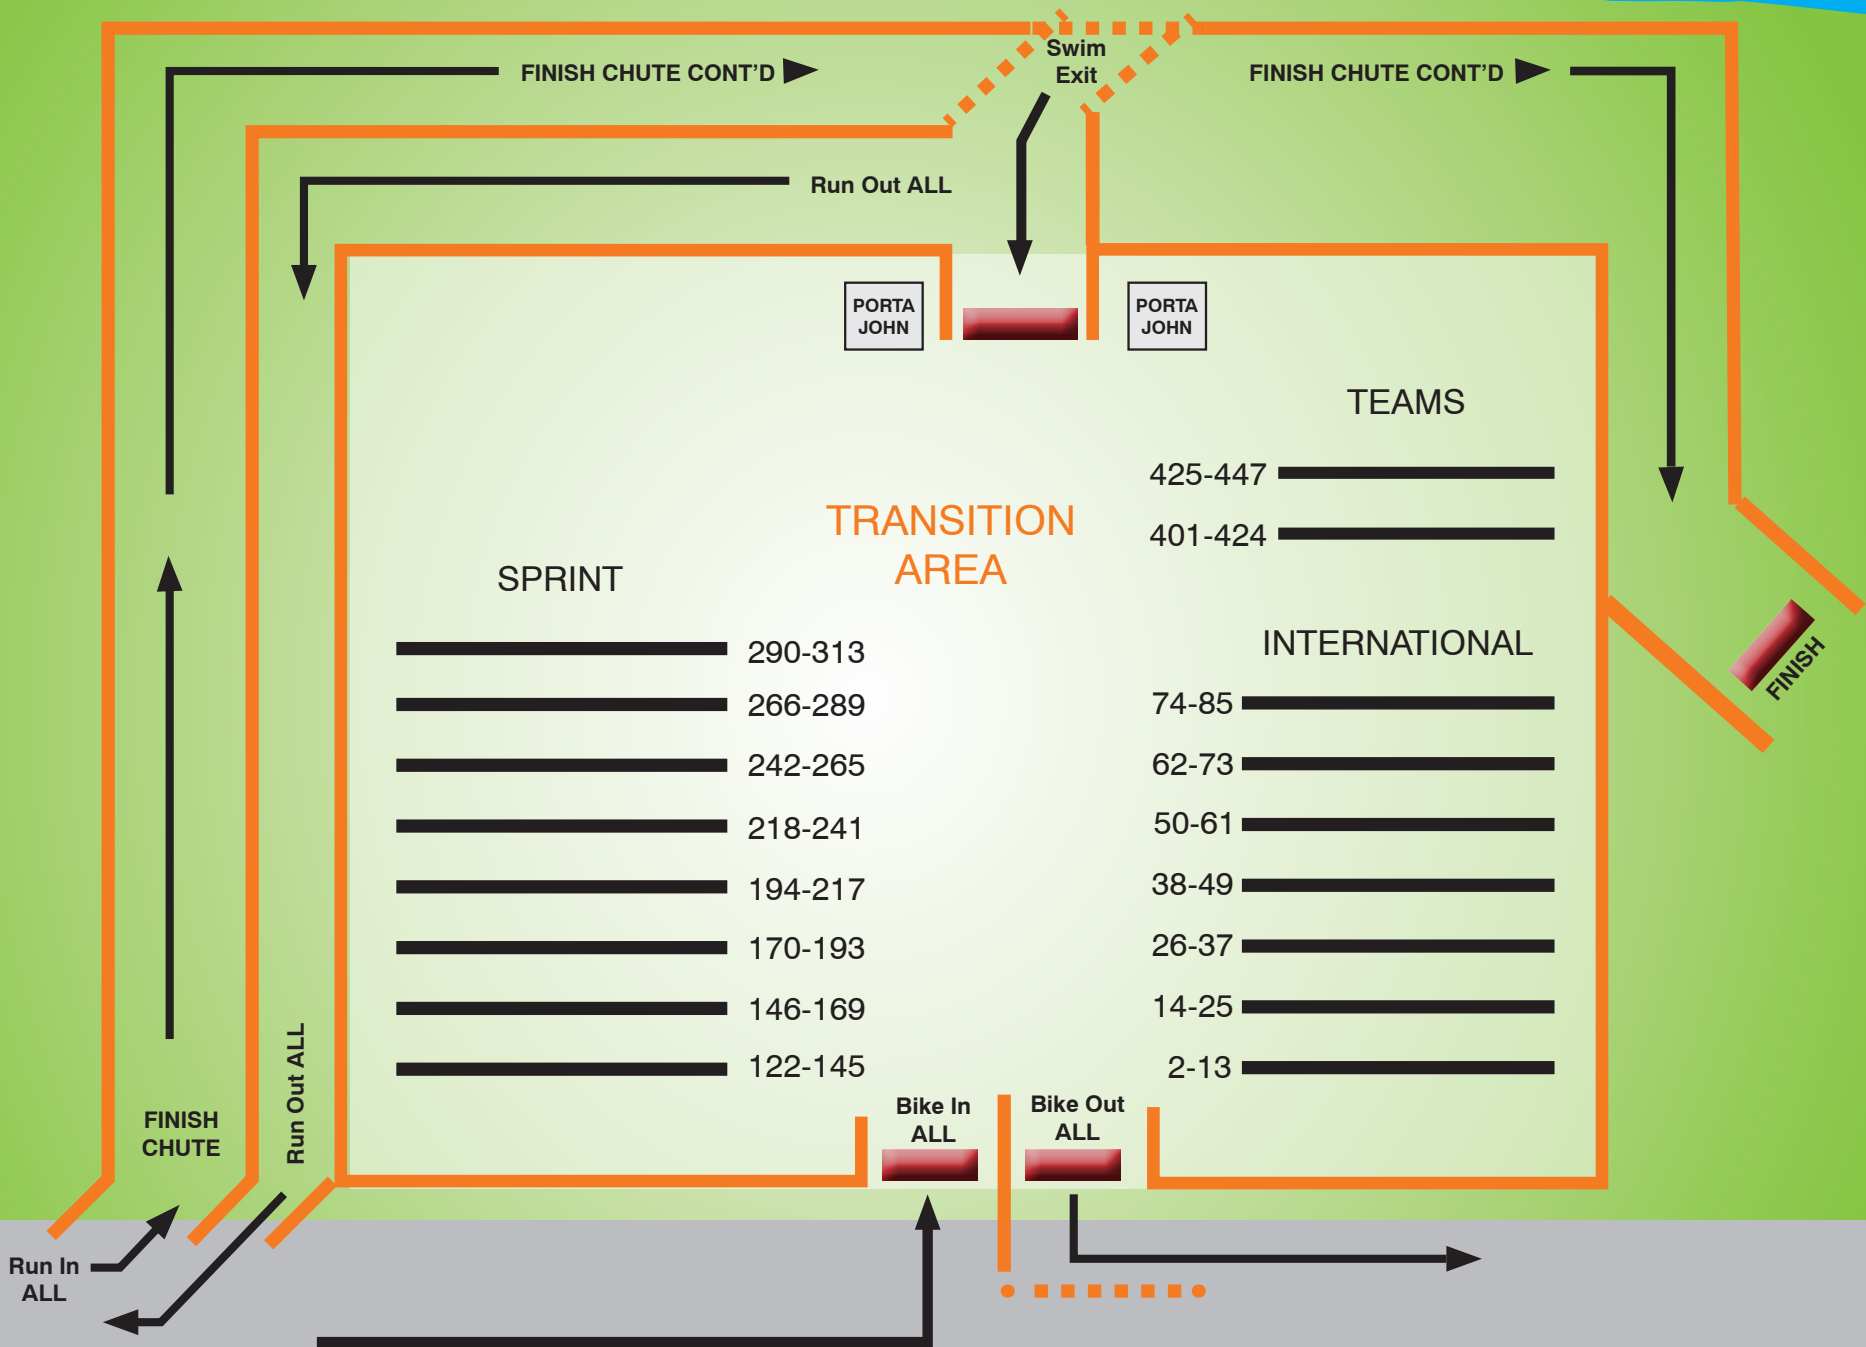 Swim
Exit
FINISH CHUTE CONT'D
FINISH CHUTE CONT'D
Run Out ALL
PORTA
JOHN
PORTA
JOHN
TEAMS
425-447
401-424
TRANSITION
AREA
SPRINT
290-313
266-289
242-265
218-241
194-217
170-193
146-169
122-145
INTERNATIONAL
74-85
62-73
50-61
38-49
26-37
14-25
2-13
FINISH
Bike In
ALL
Bike Out
ALL
Run Out ALL
FINISH
CHUTE
Run In
ALL